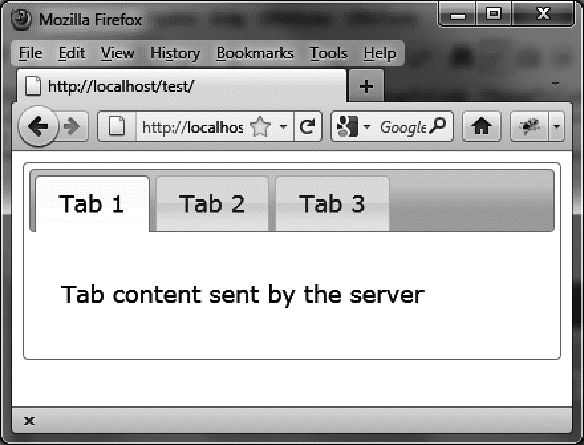 Mozilla Firefox
File Edit View History Bookmarks Tools Help
http://localhost/test/
http://localhos Google
Tab 1 Tab 2 Tab 3
Tab content sent by the server
x